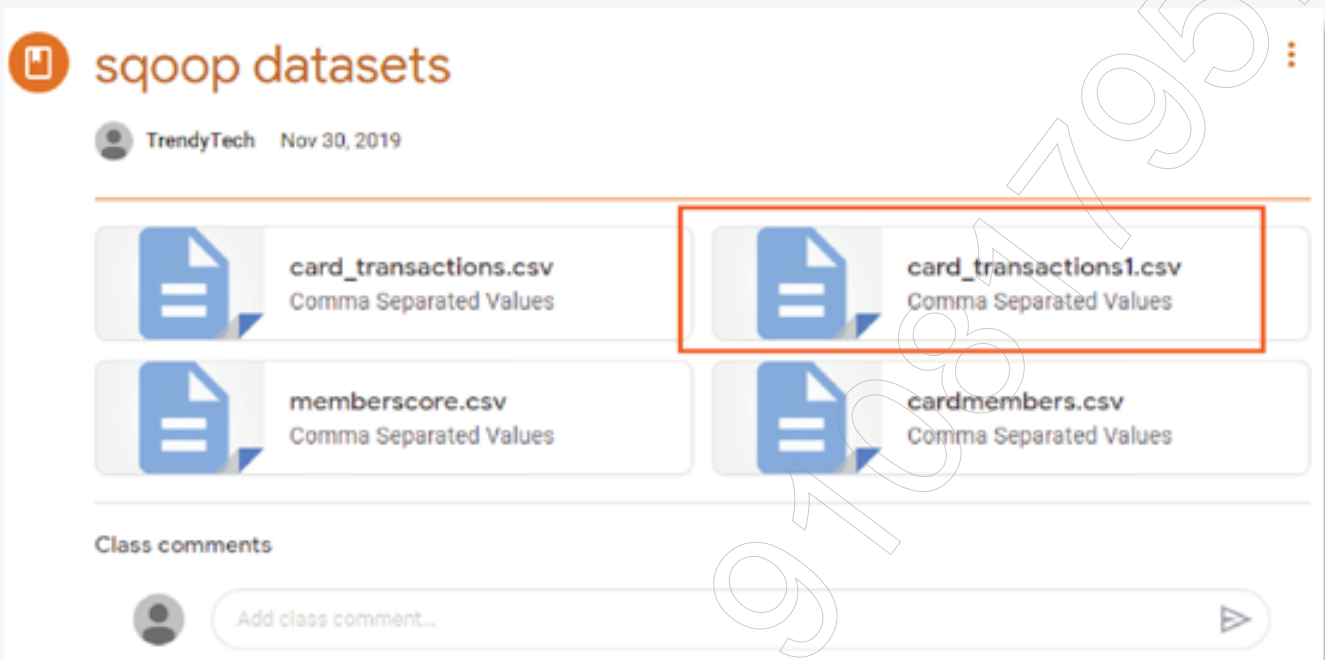 sqoop datasets
TrendyTech Nov 30, 2019
card_transactions.csv
Comma Separated Values
card_transactions1.csv
Comma Separated Values
memberscore.csv
Comma Separated Values
cardmembers.csv
Comma Separated Values
Class comments
Add class comment...
91081795